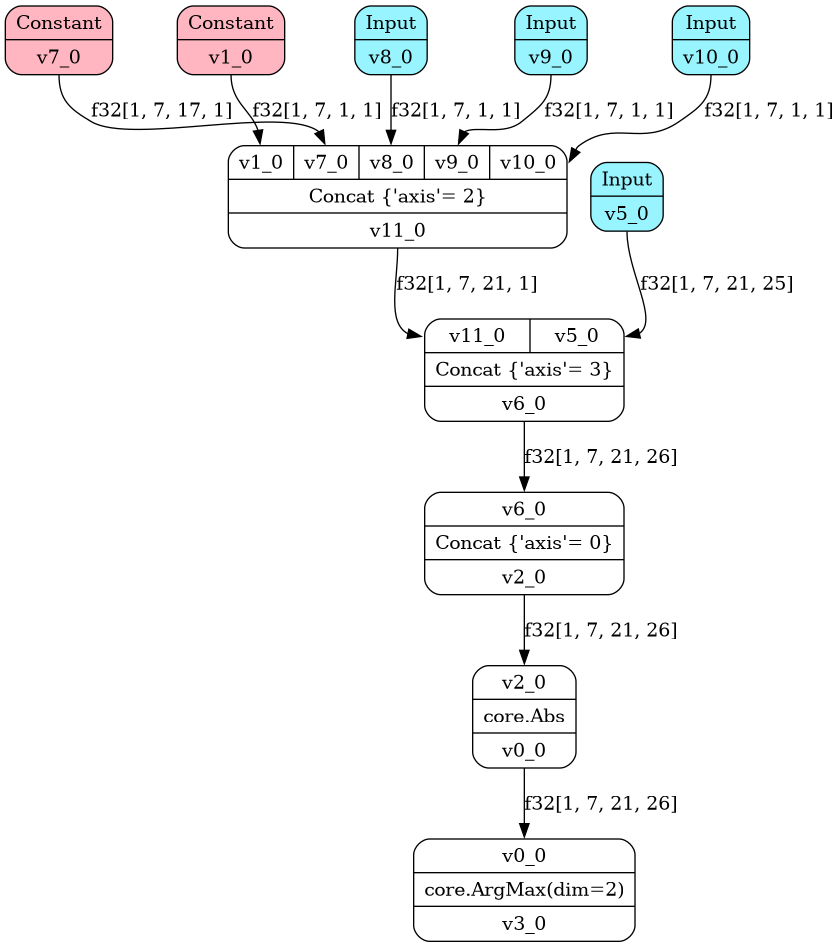 Constant
v7_0
Constant
v1_0
Input
v8_0
Input
v9_0
Input
v10_0
f32[1, 7, 17, 1]
f32[1, 7, 1, 1]
f32[1, 7, 1, 1]
f32[1, 7, 1, 1]
f32[1, 7, 1, 1]
v1_0
v7_0
v8_0
v9_0
v10_0
Concat {'axis'= 2}
v11_0
Input
v5_0
f32[1, 7, 21, 1]
f32[1, 7, 21, 25]
v11_0
v5_0
Concat {'axis'= 3}
v6_0
f32[1, 7, 21, 26]
v6_0
Concat {'axis'= 0}
v2_0
f32[1, 7, 21, 26]
v2_0
core.Abs
v0_0
f32[1, 7, 21, 26]
v0_0
core.ArgMax(dim=2)
v3_0